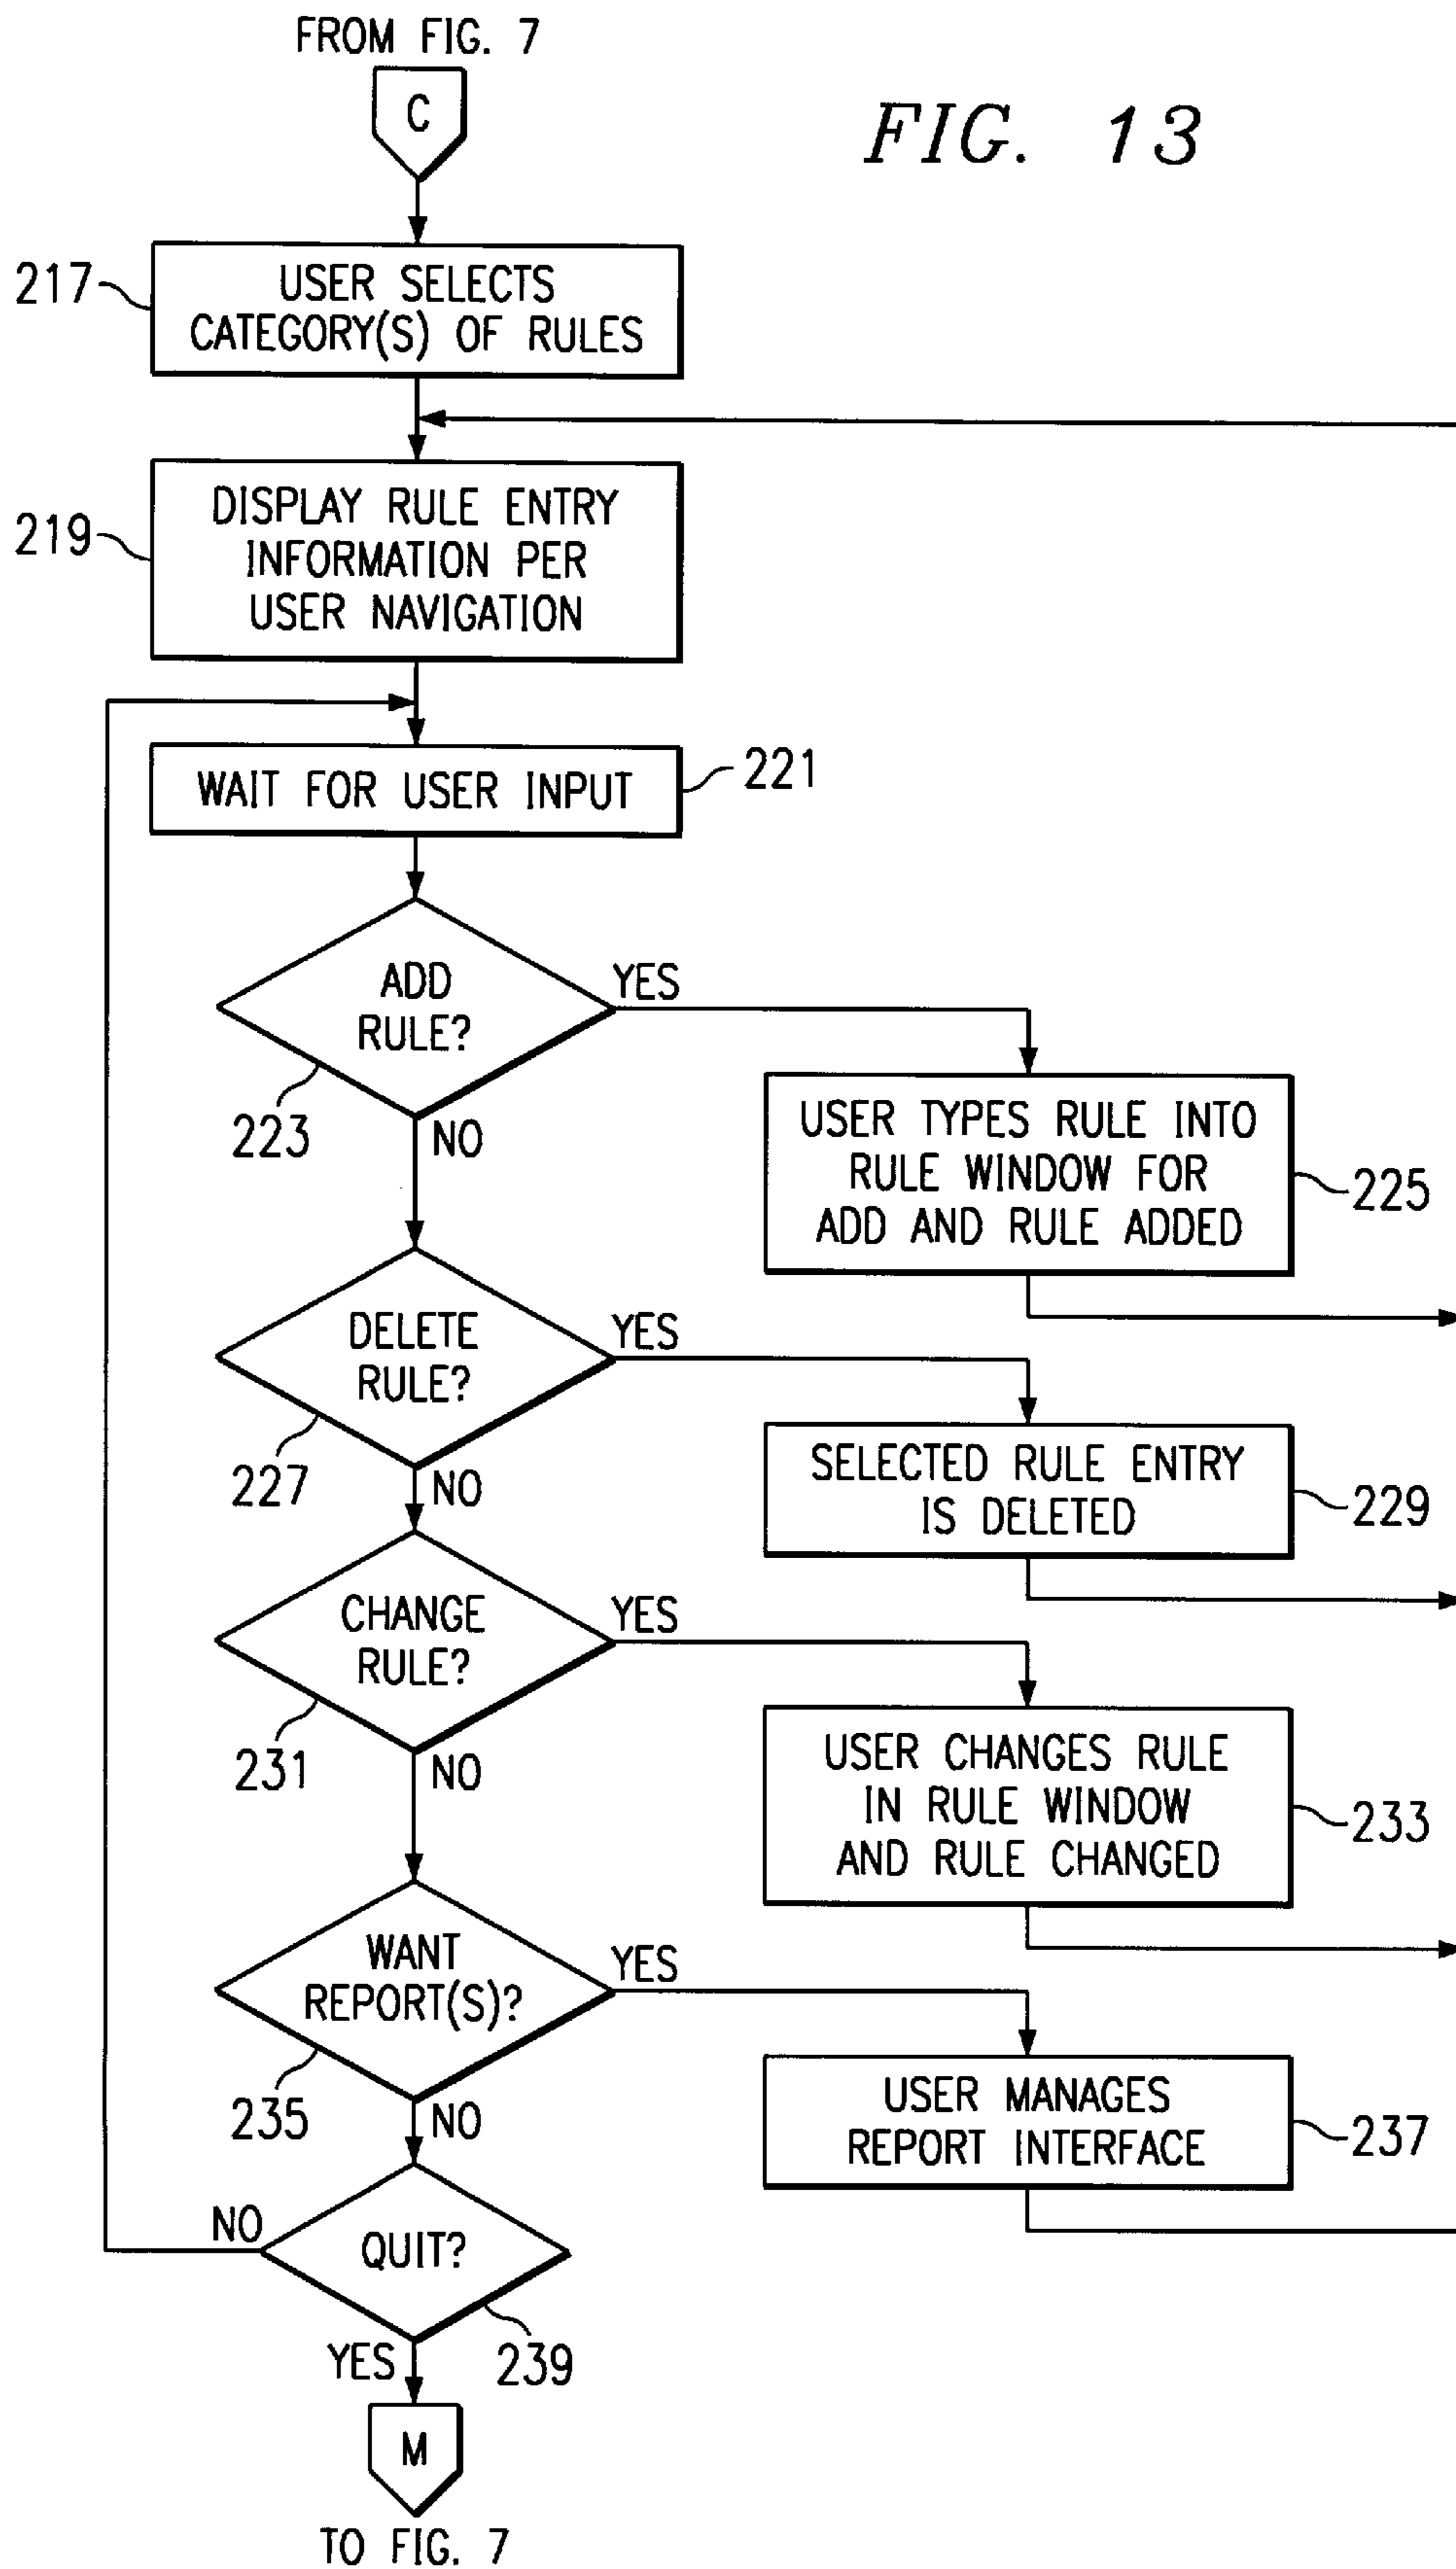 FROM FIG. 7
C
FIG. 13
217
USER SELECTS
CATEGORY(S) OF RULES
219
DISPLAY RULE ENTRY
INFORMATION PER
USER NAVIGATION
WAIT FOR USER INPUT
221
ADD
RULE?
YES
223
NO
USER TYPES RULE INTO
RULE WINDOW FOR
ADD AND RULE ADDED
225
DELETE
RULE?
YES
227
NO
SELECTED RULE ENTRY
IS DELETED
229
CHANGE
RULE?
YES
231
NO
USER CHANGES RULE
IN RULE WINDOW
AND RULE CHANGED
233
WANT
REPORT(S)?
YES
235
NO
USER MANAGES
REPORT INTERFACE
237
NO
QUIT?
YES
239
M
TO FIG. 7